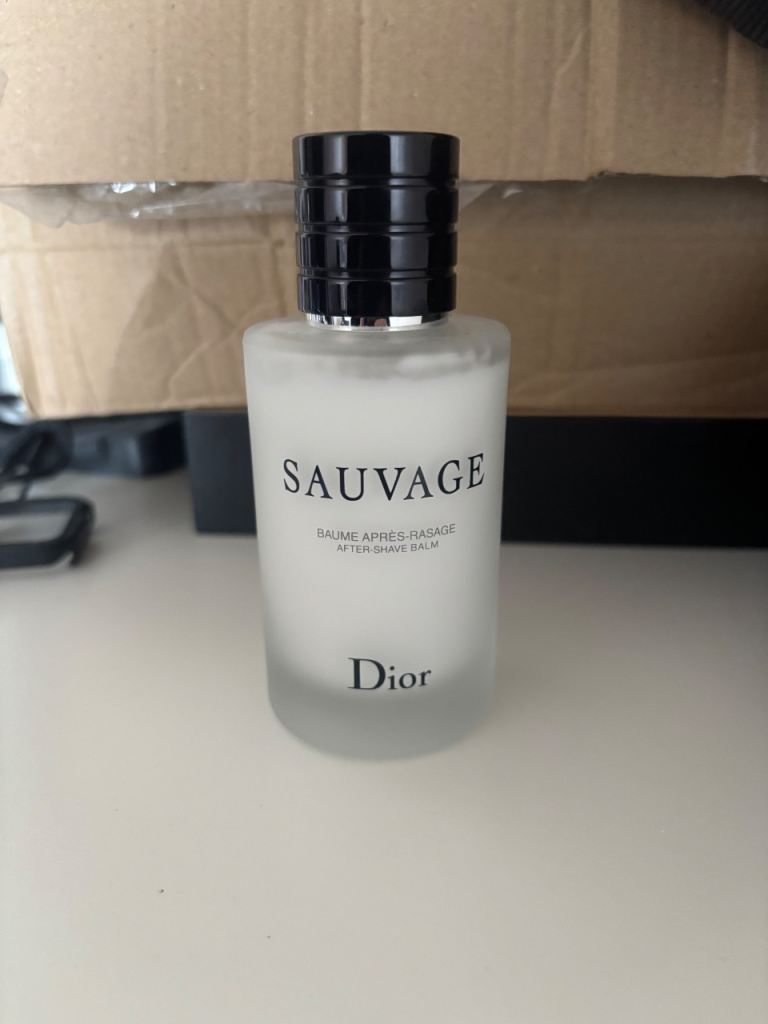 SAUVAGE
BAUME APRÈS-RASAGE
AFTER-SHAVE BALM
Dior